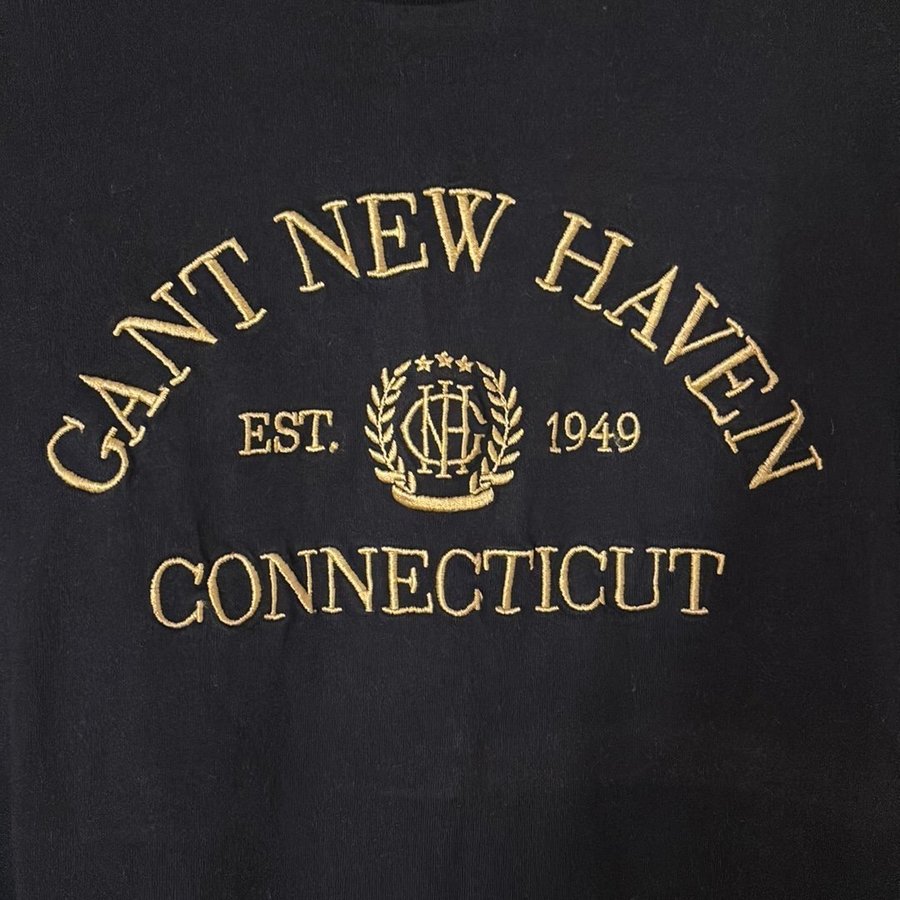 GANT NEW HAVEN
EST. 1949
CONNECTICUT